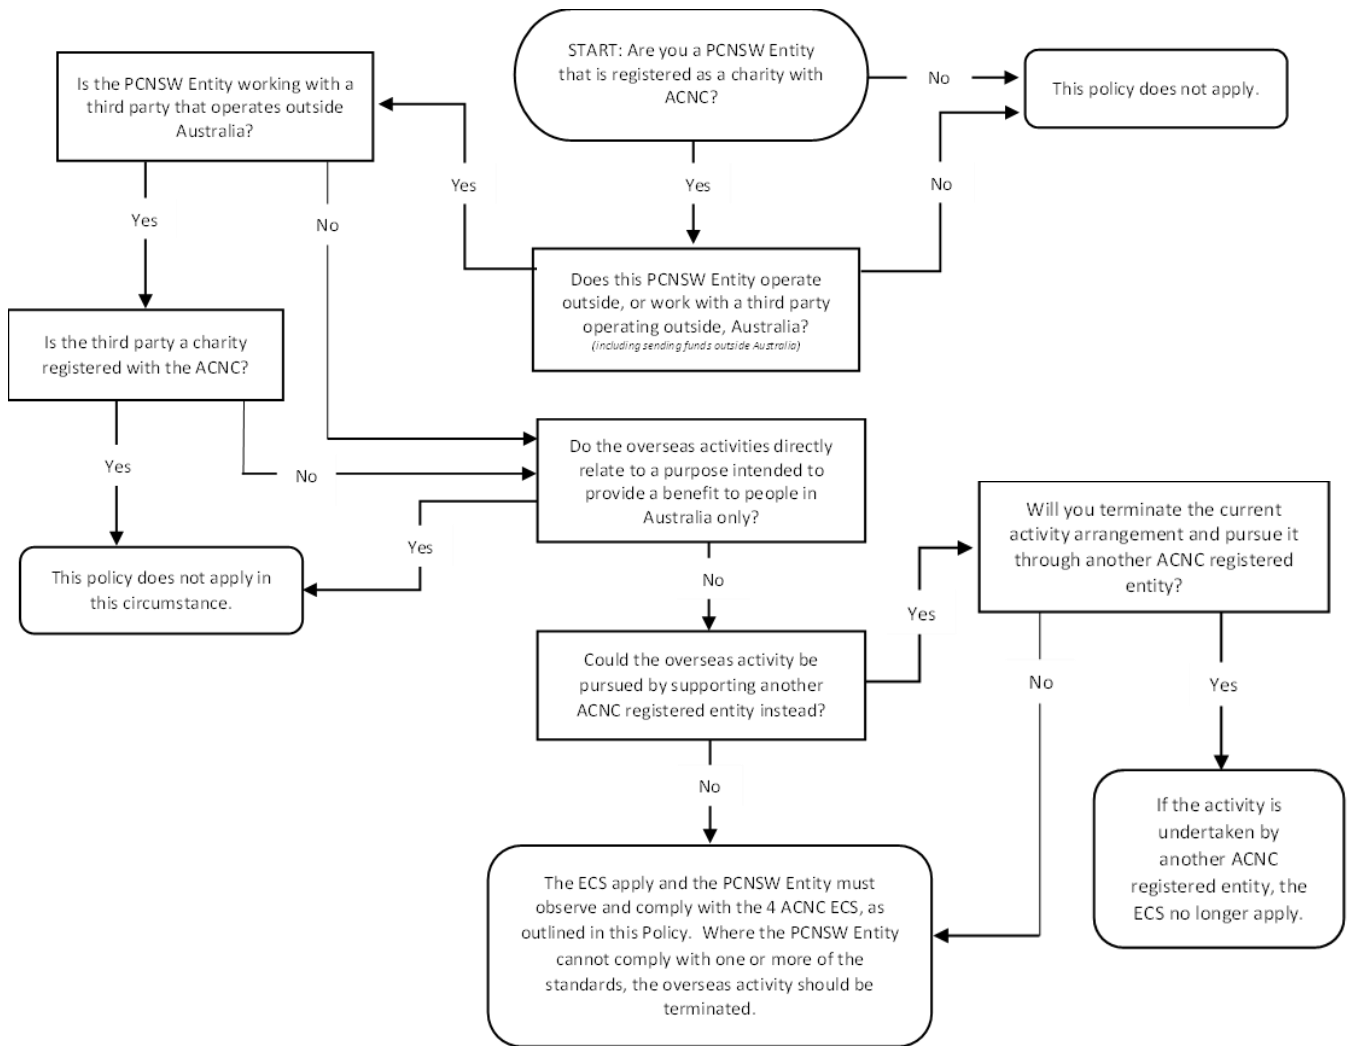 START: Are you a PCNSW Entity
that is registered as a charity with
ACNC?
No
This policy does not apply.
Is the PCNSW Entity working with a
third party that operates outside
Australia?
Yes
Yes
No
Yes
No
Does this PCNSW Entity operate
outside, or work with a third party
operating outside, Australia?
(including sending funds outside Australia)
Is the third party a charity
registered with the ACNC?
Yes
No
Do the overseas activities directly
relate to a purpose intended to
provide a benefit to people in
Australia only?
Yes
No
This policy does not apply in
this circumstance.
Will you terminate the current
activity arrangement and pursue it
through another ACNC registered
entity?
Yes
No
Yes
Could the overseas activity be
pursued by supporting another
ACNC registered entity instead?
No
If the activity is
undertaken by
another ACNC
registered entity, the
ECS no longer apply.
The ECS apply and the PCNSW Entity must
observe and comply with the 4 ACNC ECS, as
outlined in this Policy.  Where the PCNSW Entity
cannot comply with one or more of the
standards, the overseas activity should be
terminated.